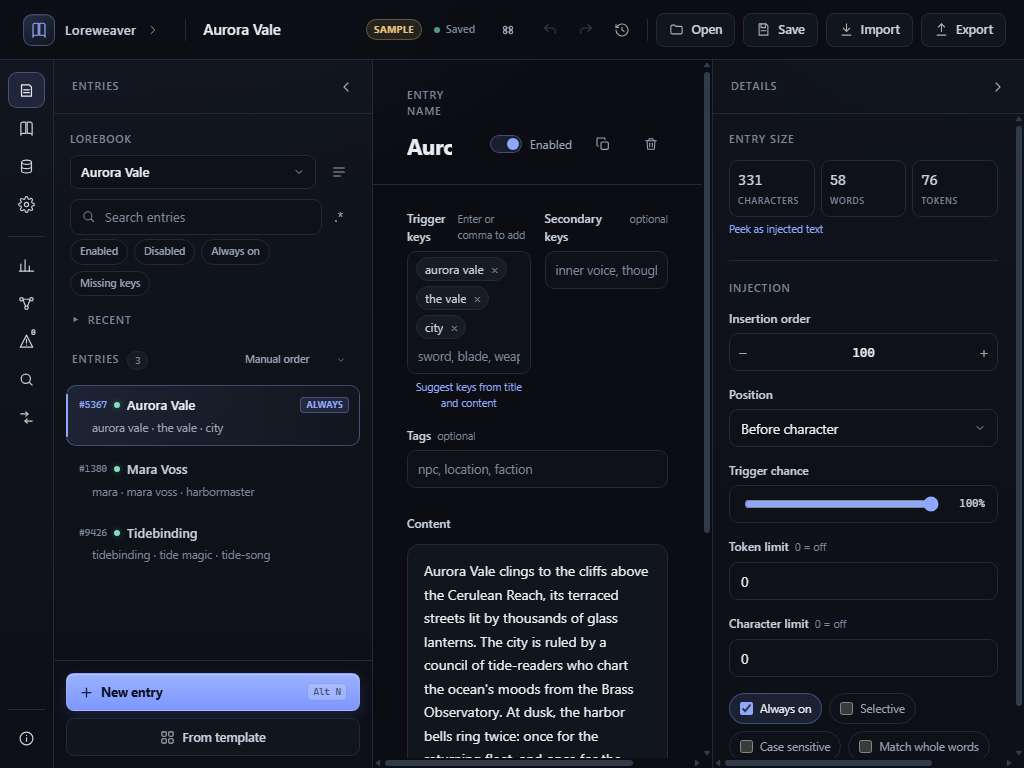 Loreweaver
Aurora Vale
SAMPLE
Saved
88
Open
Save
Import
Export
ENTRIES
LOREBOOK
Aurora Vale
Search entries
.*
Enabled
Disabled
Always on
Missing keys
RECENT
ENTRIES 3
Manual order
#5367 Aurora Vale ALWAYS
aurora vale · the vale · city
#1380 Mara Voss
mara · mara voss · harbormaster
#9426 Tidebinding
tidebinding · tide magic · tide-song
+ New entry Alt N
From template
ENTRY
NAME
Aurc
Enabled
Trigger
keys
Enter or
comma to add
aurora vale ×
the vale ×
city ×
sword, blade, weap
Suggest keys from title
and content
Secondary
keys
optional
inner voice, though
Tags optional
npc, location, faction
Content
Aurora Vale clings to the cliffs above
the Cerulean Reach, its terraced
streets lit by thousands of glass
lanterns. The city is ruled by a
council of tide-readers who chart
the ocean's moods from the Brass
Observatory. At dusk, the harbor
bells ring twice: once for the
returning fleet, and once for the
DETAILS
ENTRY SIZE
331
CHARACTERS
58
WORDS
76
TOKENS
Peek as injected text
INJECTION
Insertion order
− 100 +
Position
Before character
Trigger chance
100%
Token limit 0 = off
0
Character limit 0 = off
0
Always on
Selective
Case sensitive
Match whole words